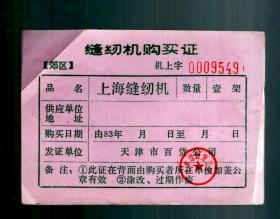 缝纫机购买证
【郊区】 机上字 0009549
品名 上海缝纫机 数量 壹架
供应单位
地址
购买日期 由83年 月 日至 月 日
发证单位 天津市百货公司
备注：①此证在背面由购买者所在单位加盖公
章有效 ②涂改、过期作废